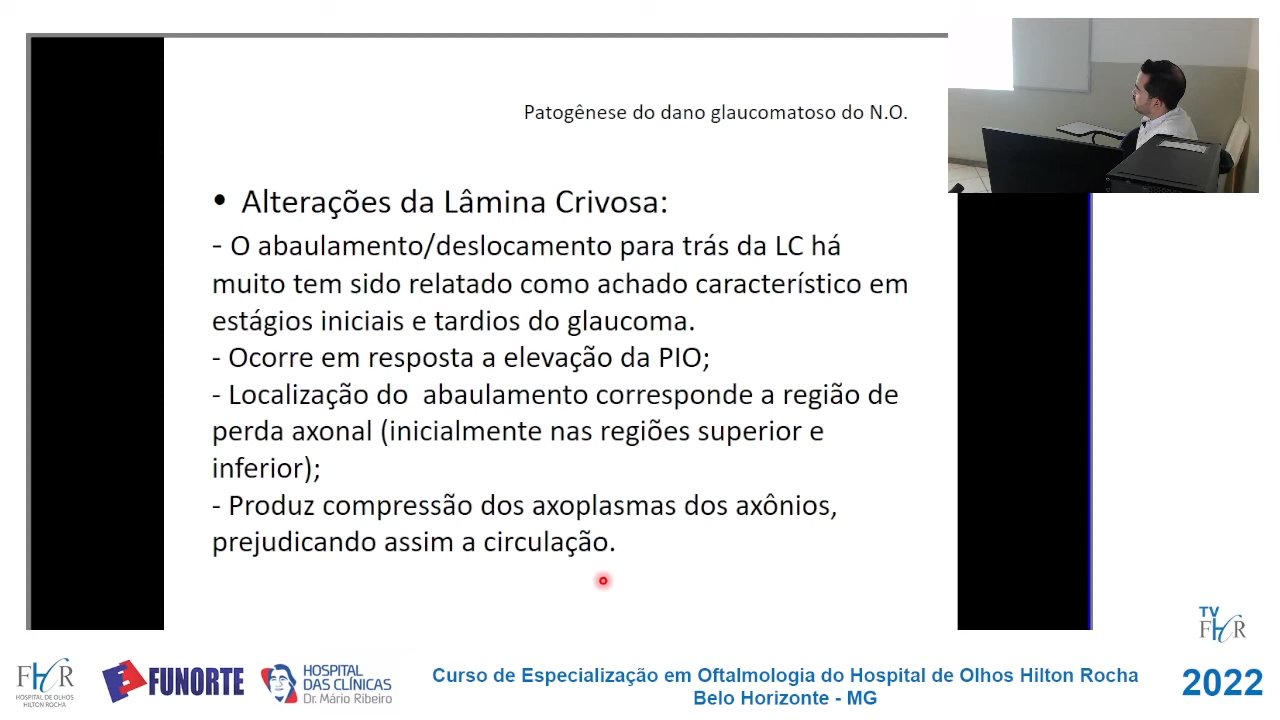 Patogênese do dano glaucomatoso do N.O.
• Alterações da Lâmina Crivosa:
- O abaulamento/deslocamento para trás da LC há
muito tem sido relatado como achado característico em
estágios iniciais e tardios do glaucoma.
- Ocorre em resposta a elevação da PIO;
- Localização do  abaulamento corresponde a região de
perda axonal (inicialmente nas regiões superior e
inferior);
- Produz compressão dos axoplasmas dos axônios,
prejudicando assim a circulação.
TV
FHR
FHR
HOSPITAL DE OLHOS
HILTON ROCHA
FUNORTE
HOSPITAL
DAS CLÍNICAS
Dr. Mário Ribeiro
Curso de Especialização em Oftalmologia do Hospital de Olhos Hilton Rocha
Belo Horizonte - MG
2022